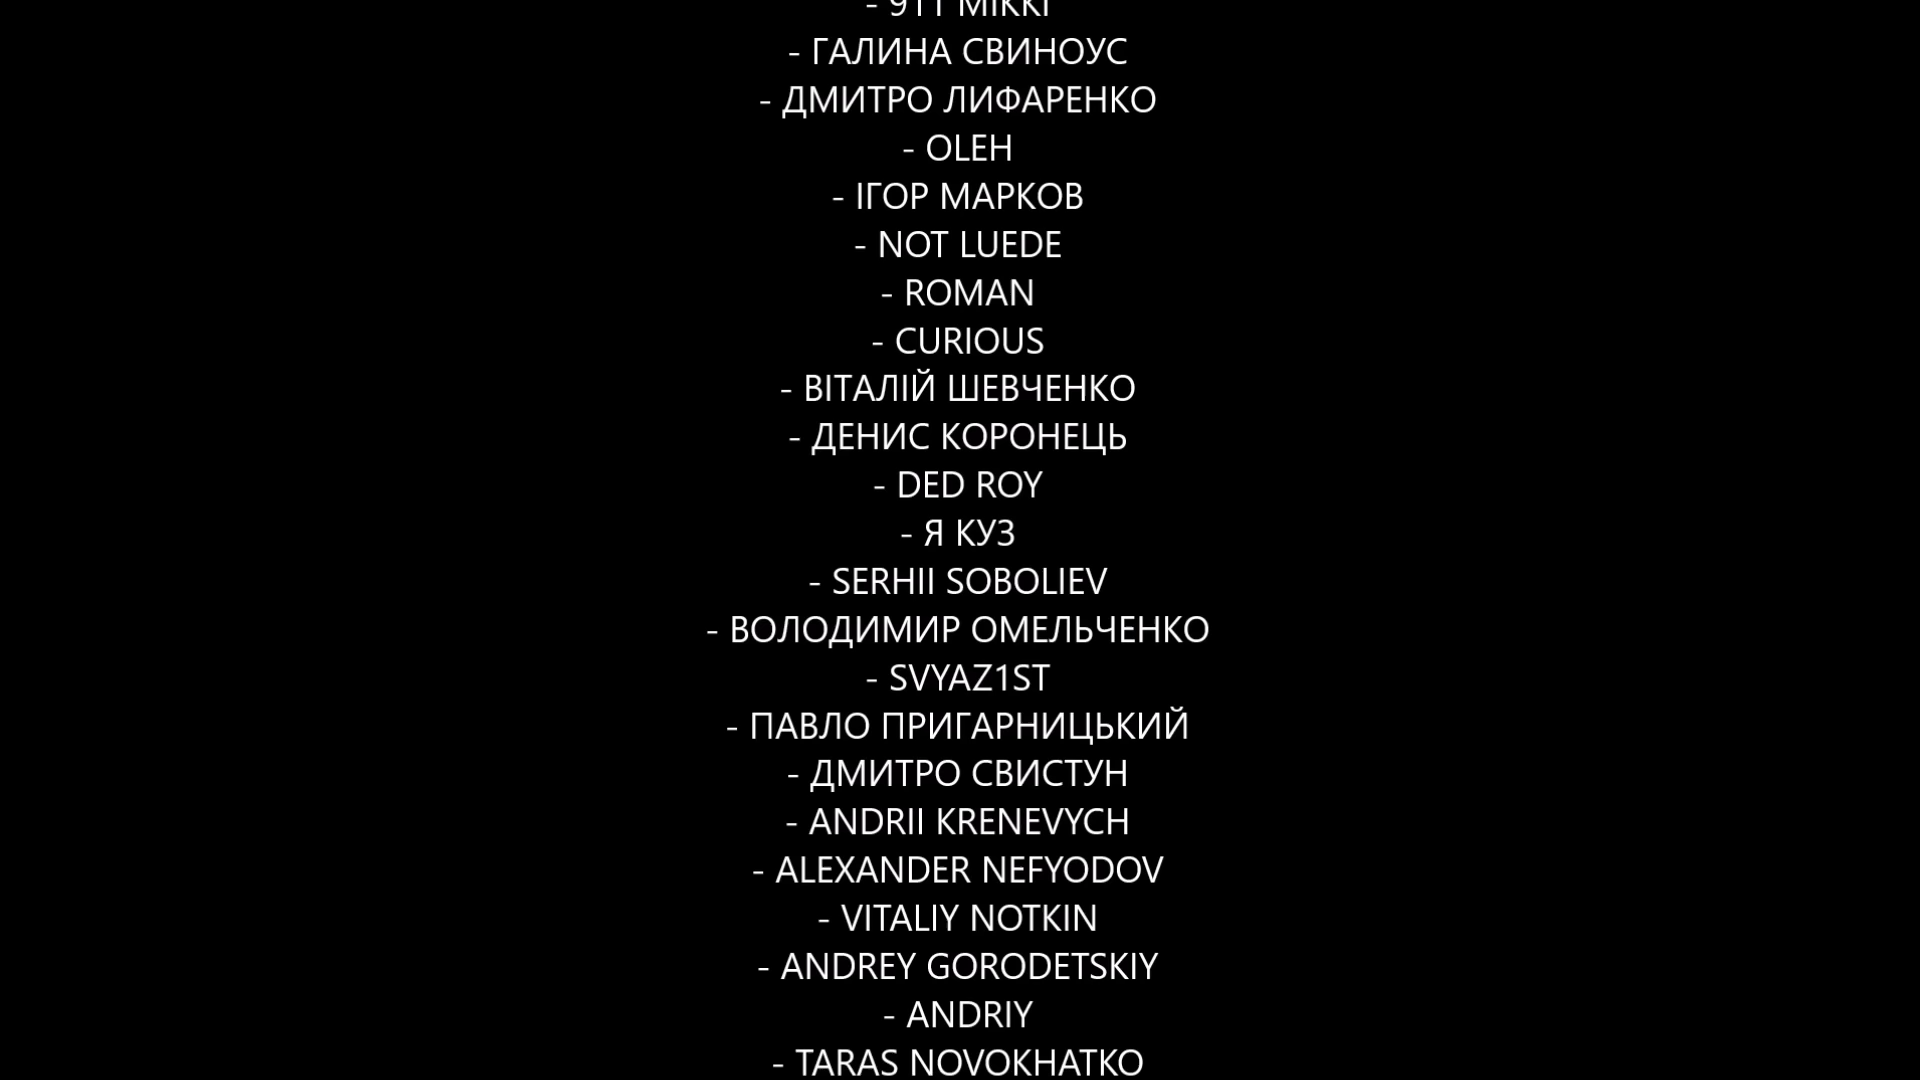 - ГАЛИНА СВИНОУС
- ДМИТРО ЛИФАРЕНКО
- OLEH
- ІГОР МАРКОВ
- NOT LUEDE
- ROMAN
- CURIOUS
- ВІТАЛІЙ ШЕВЧЕНКО
- ДЕНИС КОРОНЕЦЬ
- DED ROY
- Я КУЗ
- SERHII SOBOLIEV
- ВОЛОДИМИР ОМЕЛЬЧЕНКО
- SVYAZ1ST
- ПАВЛО ПРИГАРНИЦЬКИЙ
- ДМИТРО СВИСТУН
- ANDRII KRENEVYCH
- ALEXANDER NEFYODOV
- VITALIY NOTKIN
- ANDREY GORODETSKIY
- ANDRIY
- TARAS NOVOKHATKO